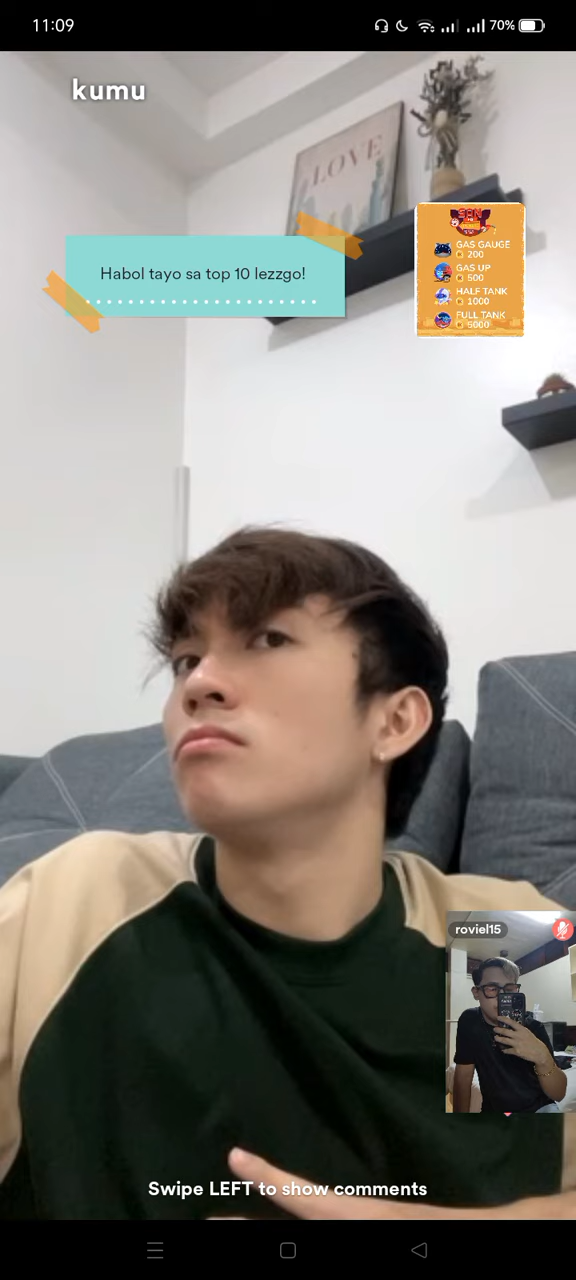 11:09
70%
kumu
LOVE
Habol tayo sa top 10 lezzgo!
GAS GAUGE
200
GAS UP
500
HALF TANK
1000
FULL TANK
5000
roviel15
Swipe LEFT to show comments